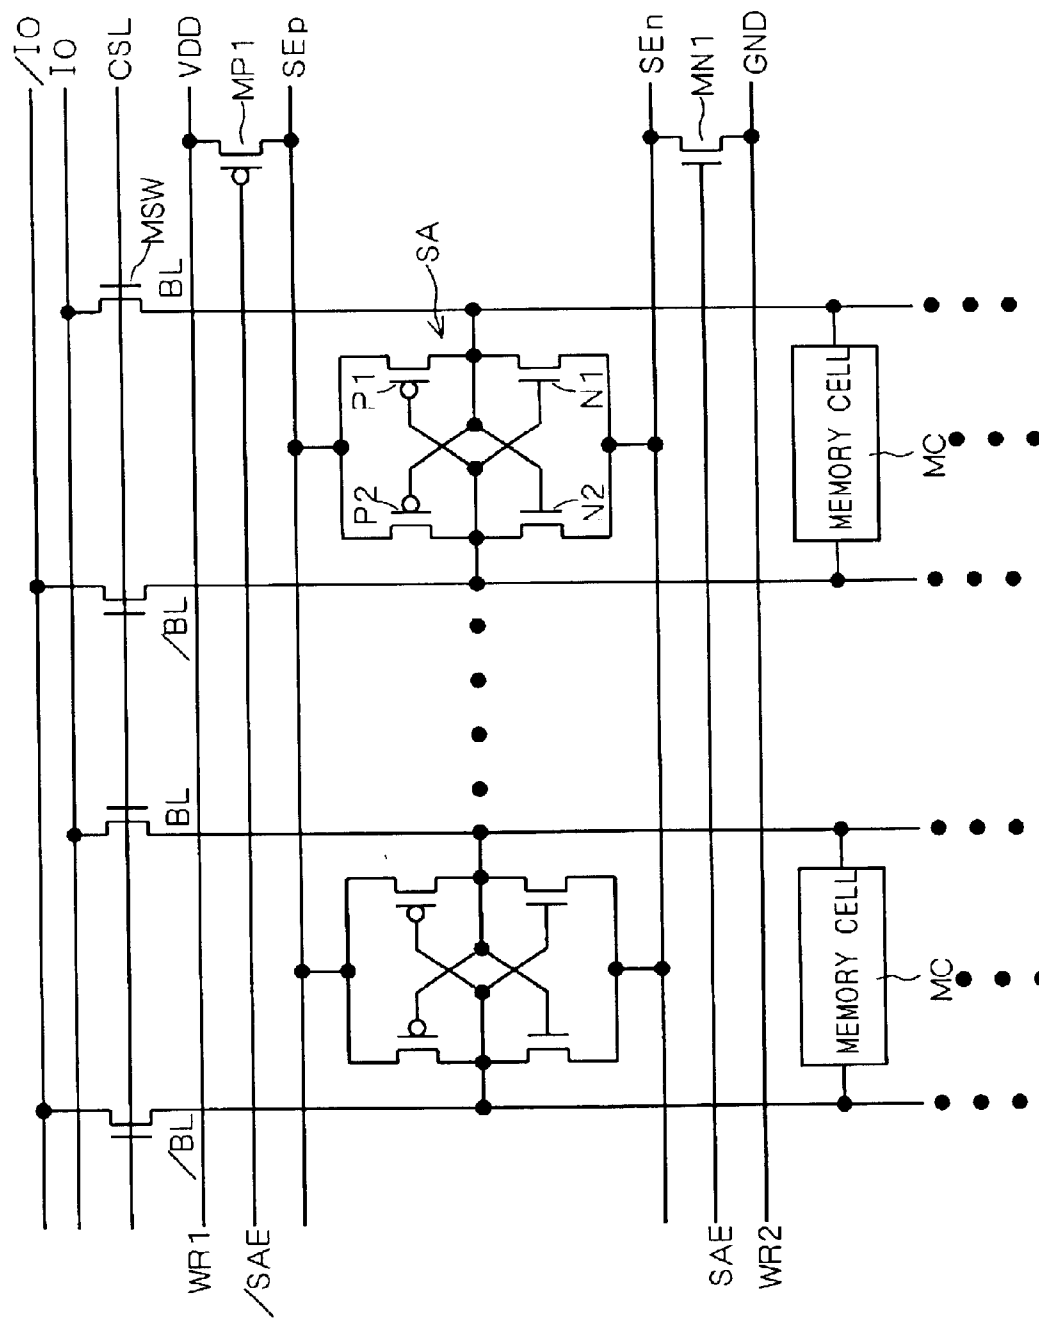 /IO
IO
CSL
VDD
MP1
SEp
SEn
MN1
GND
MSW
BL
SA
P1
N1
P2
N2
MEMORY CELL
MC
/BL
BL
MEMORY CELL
MC
/BL
WR1
/SAE
SAE
WR2